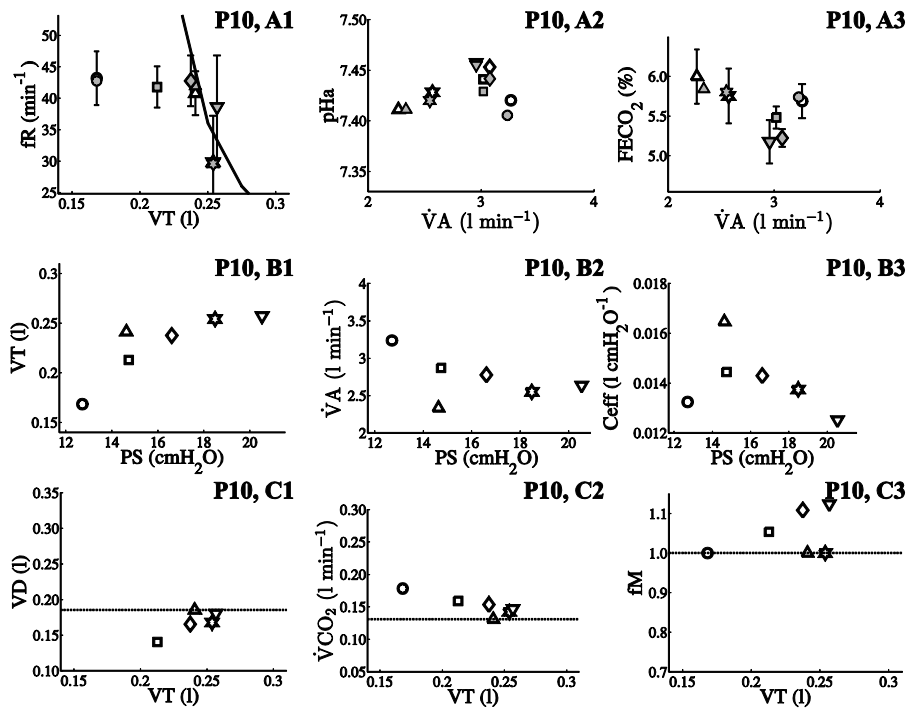 P10, A1
50
45
40
35
30
25
fR (min⁻¹)
0.15
0.2
0.25
0.3
VT (l)
P10, A2
7.50
7.45
7.40
7.35
pHa
2
3
4
V̇A (l min⁻¹)
P10, A3
6.0
5.5
5.0
FECO₂ (%)
2
3
4
V̇A (l min⁻¹)
P10, B1
0.3
0.25
0.2
0.15
VT (l)
12
14
16
18
20
PS (cmH₂O)
P10, B2
4
3.5
3
2.5
2
V̇A (l min⁻¹)
12
14
16
18
20
PS (cmH₂O)
P10, B3
0.018
0.016
0.014
0.012
Ceff (l cmH₂O⁻¹)
12
14
16
18
20
PS (cmH₂O)
P10, C1
0.35
0.30
0.25
0.20
0.15
0.10
VD (l)
0.15
0.2
0.25
0.3
VT (l)
P10, C2
0.30
0.25
0.20
0.15
0.10
0.05
V̇CO₂ (l min⁻¹)
0.15
0.2
0.25
0.3
VT (l)
P10, C3
1.1
1.0
0.9
0.8
0.7
fM
0.15
0.2
0.25
0.3
VT (l)